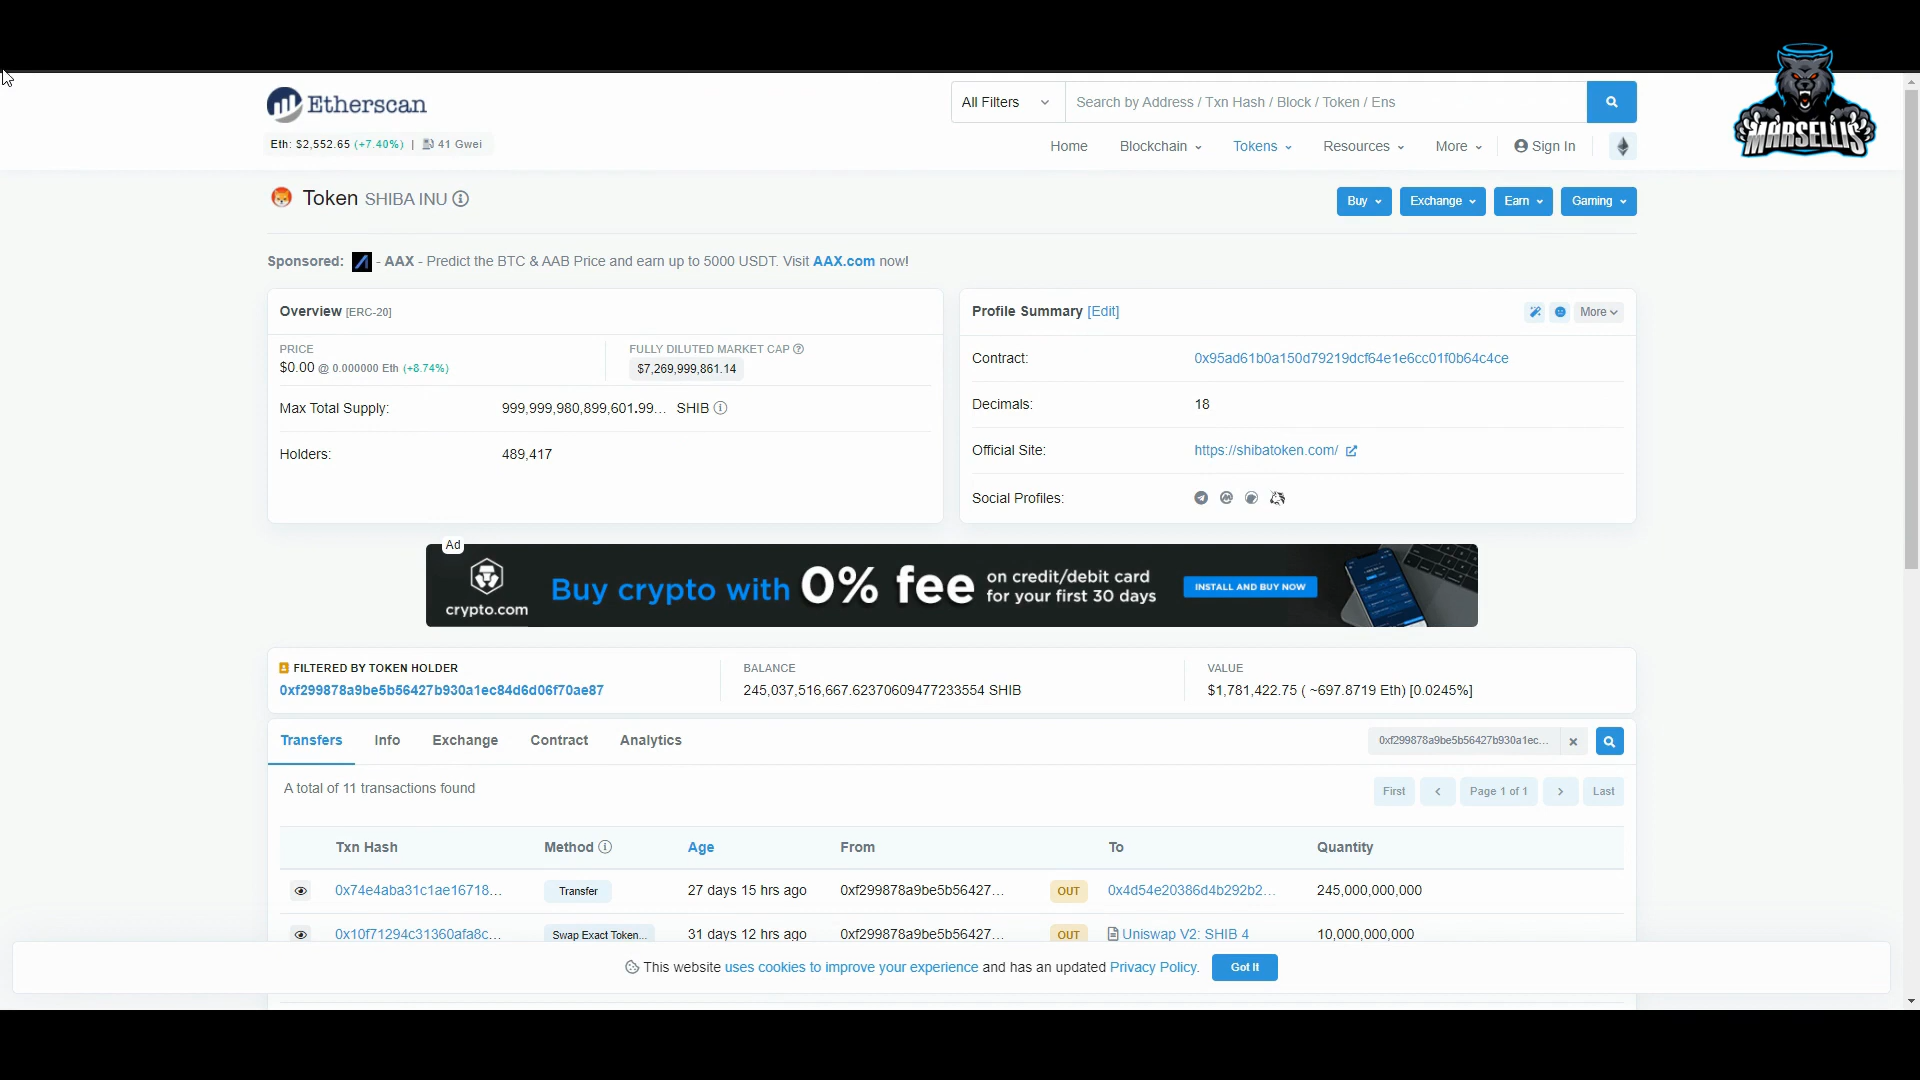 Etherscan
All Filters
Search by Address / Txn Hash / Block / Token / Ens
MARSELLIS
Eth: $2,552.65 (+7.40%) | 41 Gwei
Home Blockchain Tokens Resources More Sign In
Token SHIBA INU
Buy Exchange Earn Gaming
Sponsored: - AAX - Predict the BTC & AAB Price and earn up to 5000 USDT. Visit AAX.com now!
Overview [ERC-20]
PRICE
$0.00 @ 0.000000 Eth (+8.74%)
FULLY DILUTED MARKET CAP
$7,269,999,861.14
Max Total Supply: 999,999,980,899,601.99... SHIB
Holders: 489,417
Profile Summary [Edit]
More
Contract: 0x95ad61b0a150d79219dcf64e1e6cc01f0b64c4ce
Decimals: 18
Official Site: https://shibatoken.com/
Social Profiles:
Ad
crypto.com
Buy crypto with 0% fee
on credit/debit card
for your first 30 days
INSTALL AND BUY NOW
FILTERED BY TOKEN HOLDER
0xf299878a9be5b56427b930a1ec84d6d06f70ae87
BALANCE
245,037,516,667.62370609477233554 SHIB
VALUE
$1,781,422.75 ( ~697.8719 Eth) [0.0245%]
Transfers Info Exchange Contract Analytics
0xf299878a9be5b56427b930a1ec...
A total of 11 transactions found
First Page 1 of 1 Last
Txn Hash Method Age From To Quantity
0x74e4aba31c1ae16718... Transfer 27 days 15 hrs ago 0xf299878a9be5b56427... OUT 0x4d54e20386d4b292b2... 245,000,000,000
0x10f71294c31360afa8c... Swap Exact Token... 31 days 12 hrs ago 0xf299878a9be5b56427... OUT Uniswap V2: SHIB 4 10,000,000,000
This website uses cookies to improve your experience and has an updated Privacy Policy.
Got It